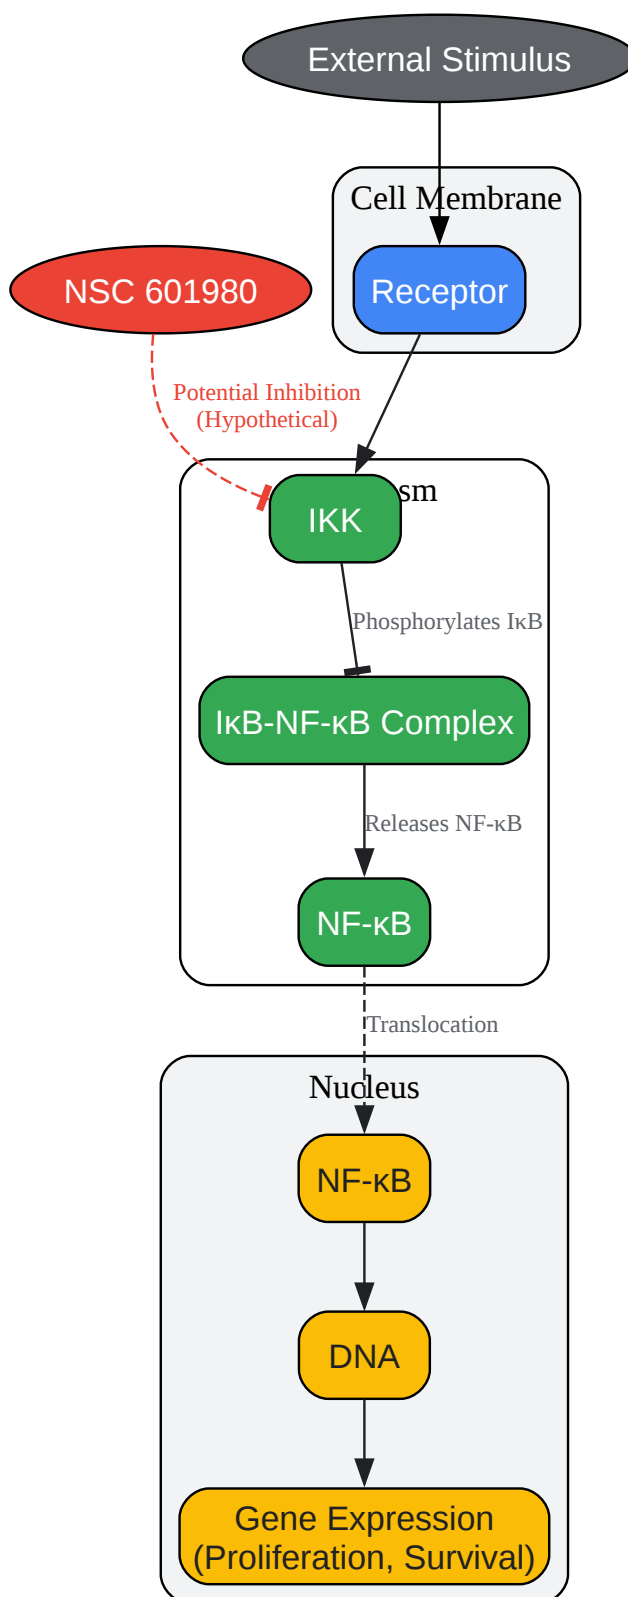 External Stimulus
Cell Membrane
Receptor
NSC 601980
Potential Inhibition
(Hypothetical)
sm
IKK
Phosphorylates IκB
IκB-NF-κB Complex
Releases NF-κB
NF-κB
Translocation
Nucleus
NF-κB
DNA
Gene Expression
(Proliferation, Survival)